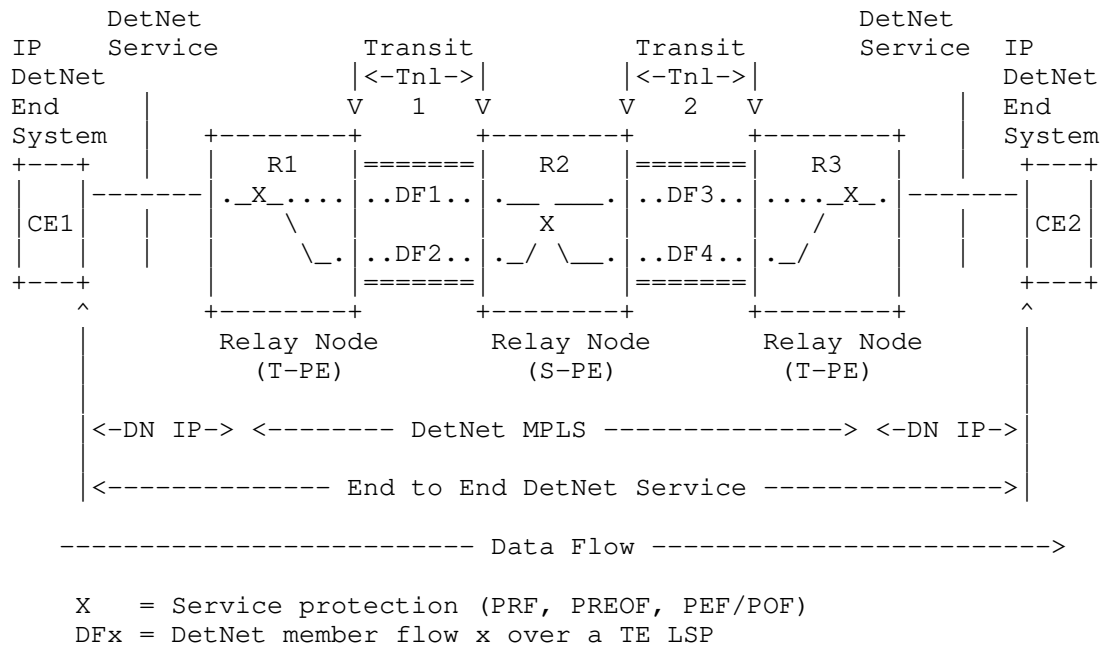 DetNet                                         DetNet
IP       Service         Transit          Transit       Service  IP
DetNet                  |<-Tnl->|        |<-Tnl->|               DetNet
End       |             V   1   V        V   2   V            |  End
System    |    +--------+       +--------+       +--------+   |  System
+---+     |    |   R1   |=======|   R2   |=======|   R3   |   |  +---+
|   |-------|._X_....|..DF1..|.__ ___.|..DF3..|...._X_.|-------|   |
|CE1|   |   |    \   |       |   X    |       |   /    |   |   |CE2|
|   |   |   |     \_.|..DF2..|._/ \__.|..DF4..|._/     |   |   |   |
+---+       |        |=======|        |=======|        |       +---+
    ^       +--------+       +--------+       +--------+       ^
    |       Relay Node       Relay Node       Relay Node       |
    |         (T-PE)           (S-PE)           (T-PE)         |
    |                                                          |
    |<-DN IP-> <-------- DetNet MPLS ---------------> <-DN IP->|
    |                                                          |
    |<-------------- End to End DetNet Service --------------->|
-------------------------- Data Flow ------------------------->
X   = Service protection (PRF, PREOF, PEF/POF)
DFx = DetNet member flow x over a TE LSP